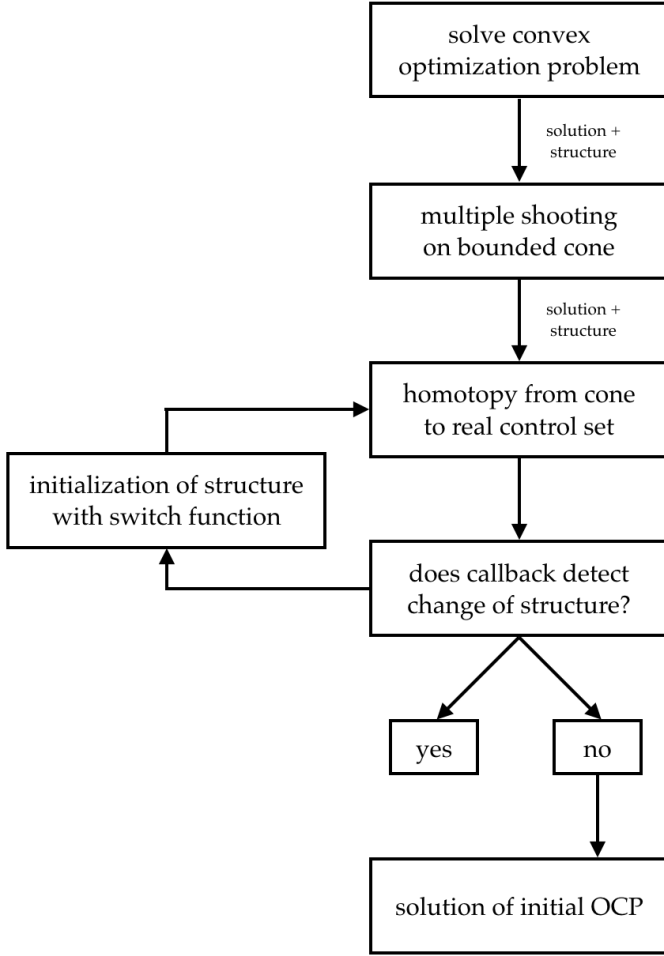 solve convex
optimization problem
solution +
structure
multiple shooting
on bounded cone
solution +
structure
homotopy from cone
to real control set
initialization of structure
with switch function
does callback detect
change of structure?
yes
no
solution of initial OCP